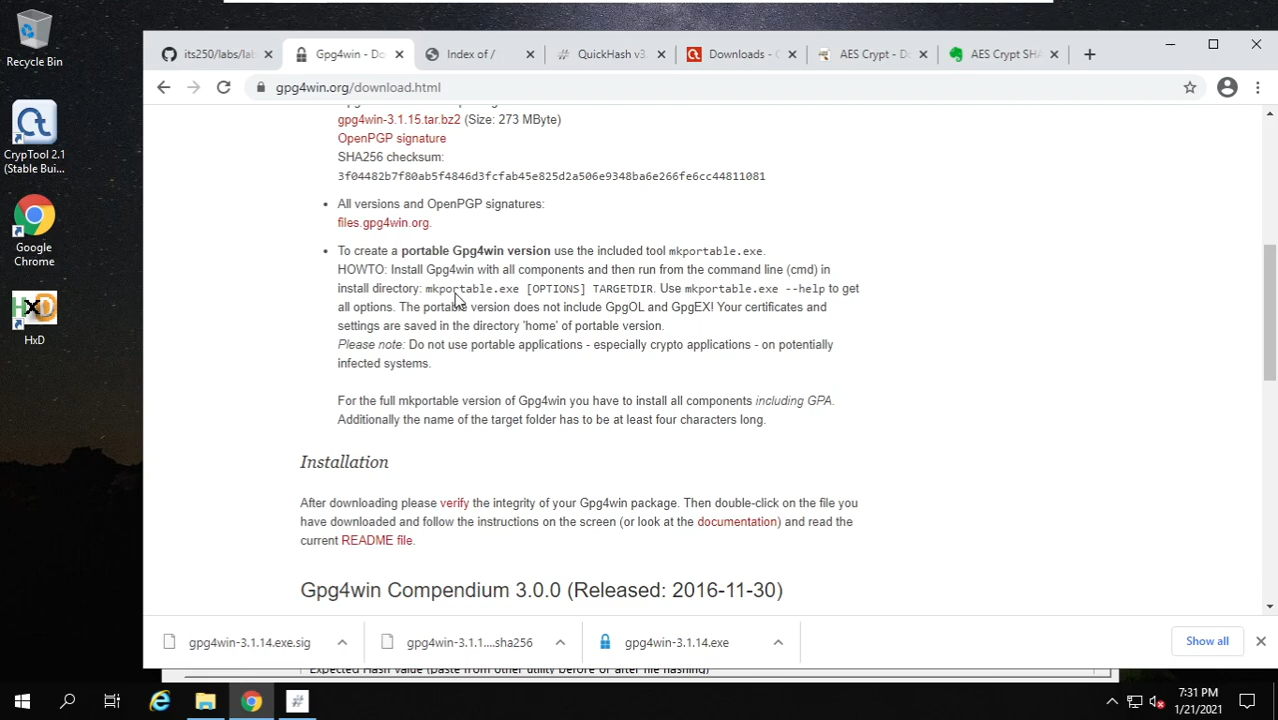 Recycle Bin
CrypTool 2.1
(Stable Bui...
Google
Chrome
HxD
its250/labs/lab
Gpg4win - Do
Index of /
QuickHash v3.
Downloads - Q
AES Crypt - Do
AES Crypt SHA
gpg4win.org/download.html
gpg4win-3.1.15.tar.bz2 (Size: 273 MByte)
OpenPGP signature
SHA256 checksum:
3f04482b7f80ab5f4846d3fcfab45e825d2a506e9348ba6e266fe6cc44811081
• All versions and OpenPGP signatures:
files.gpg4win.org.
• To create a portable Gpg4win version use the included tool mkportable.exe.
HOWTO: Install Gpg4win with all components and then run from the command line (cmd) in
install directory: mkportable.exe [OPTIONS] TARGETDIR. Use mkportable.exe --help to get
all options. The portable version does not include GpgOL and GpgEX! Your certificates and
settings are saved in the directory 'home' of portable version.
Please note: Do not use portable applications - especially crypto applications - on potentially
infected systems.
For the full mkportable version of Gpg4win you have to install all components including GPA.
Additionally the name of the target folder has to be at least four characters long.
Installation
After downloading please verify the integrity of your Gpg4win package. Then double-click on the file you
have downloaded and follow the instructions on the screen (or look at the documentation) and read the
current README file.
Gpg4win Compendium 3.0.0 (Released: 2016-11-30)
gpg4win-3.1.14.exe.sig
gpg4win-3.1.1....sha256
gpg4win-3.1.14.exe
Show all
Expected Hash Value (paste from other utility before or after file hashing)
7:31 PM
1/21/2021